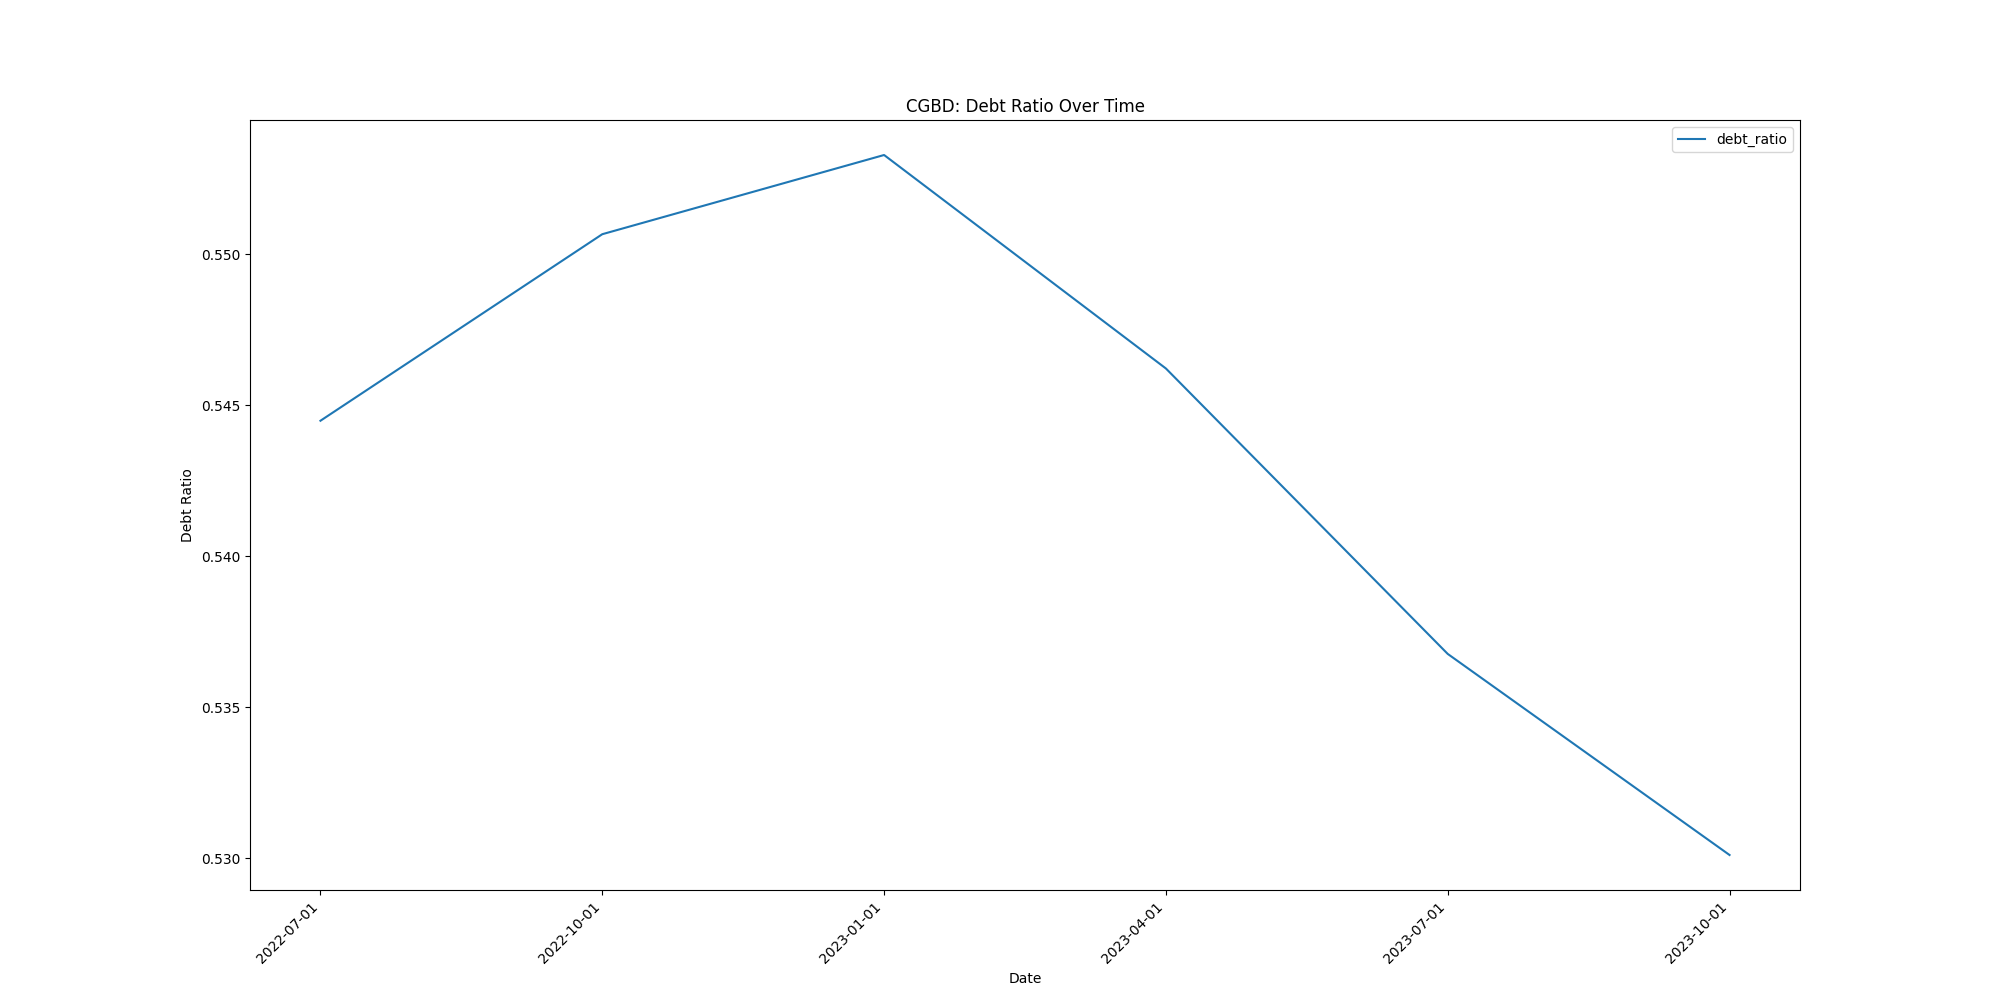 CGBD: Debt Ratio Over Time
debt_ratio
0.550
0.545
0.540
0.535
0.530
Debt Ratio
2022-07-01
2022-10-01
2023-01-01
2023-04-01
2023-07-01
2023-10-01
Date